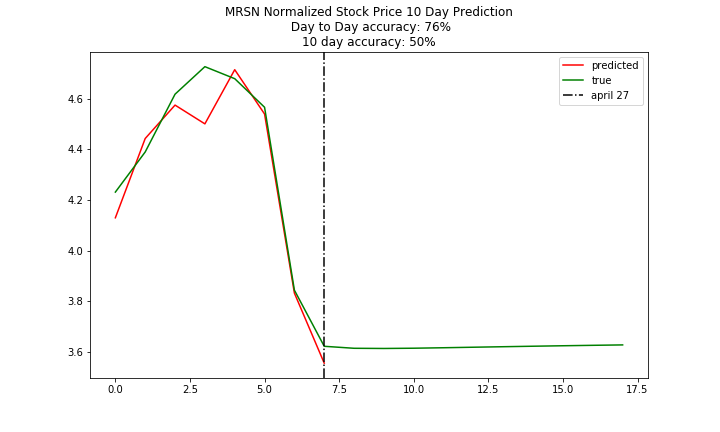 MRSN Normalized Stock Price 10 Day Prediction
Day to Day accuracy: 76%
10 day accuracy: 50%
predicted
true
april 27
4.6
4.4
4.2
4.0
3.8
3.6
0.0 2.5 5.0 7.5 10.0 12.5 15.0 17.5